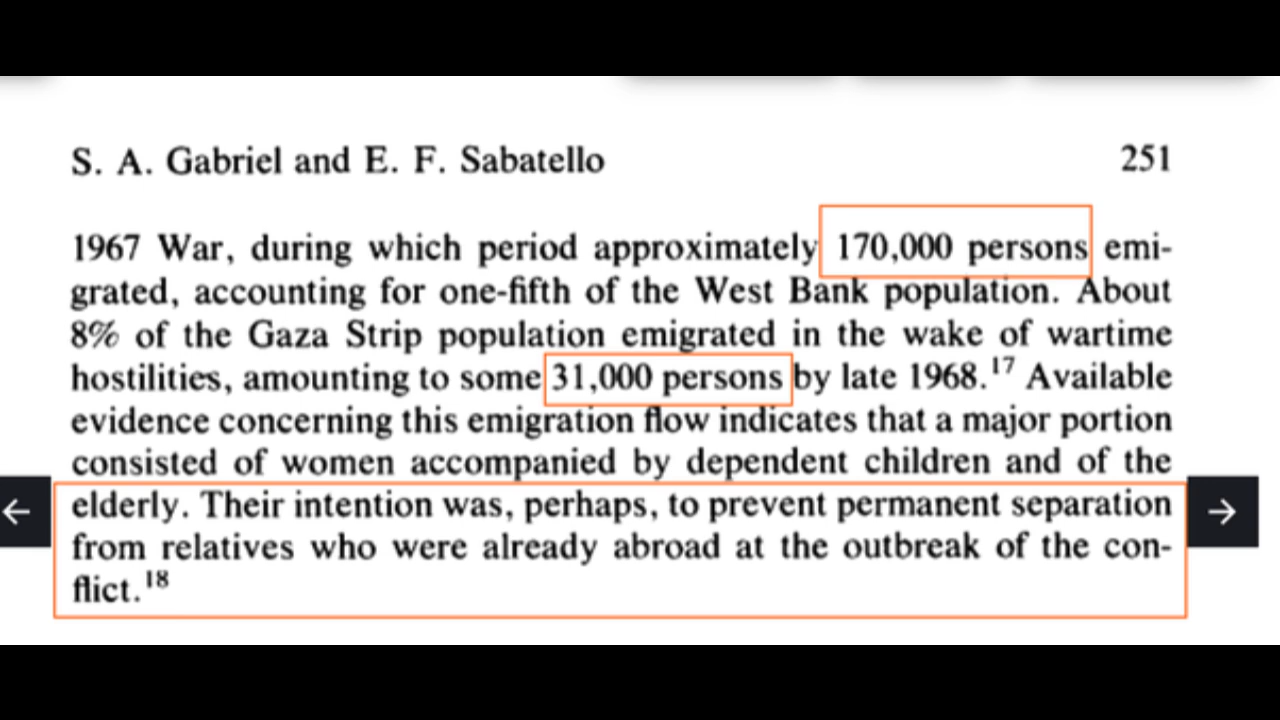 S. A. Gabriel and E. F. Sabatello 251
1967 War, during which period approximately 170,000 persons emi-
grated, accounting for one-fifth of the West Bank population. About
8% of the Gaza Strip population emigrated in the wake of wartime
hostilities, amounting to some 31,000 persons by late 1968.17 Available
evidence concerning this emigration flow indicates that a major portion
consisted of women accompanied by dependent children and of the
elderly. Their intention was, perhaps, to prevent permanent separation
from relatives who were already abroad at the outbreak of the con-
flict.18